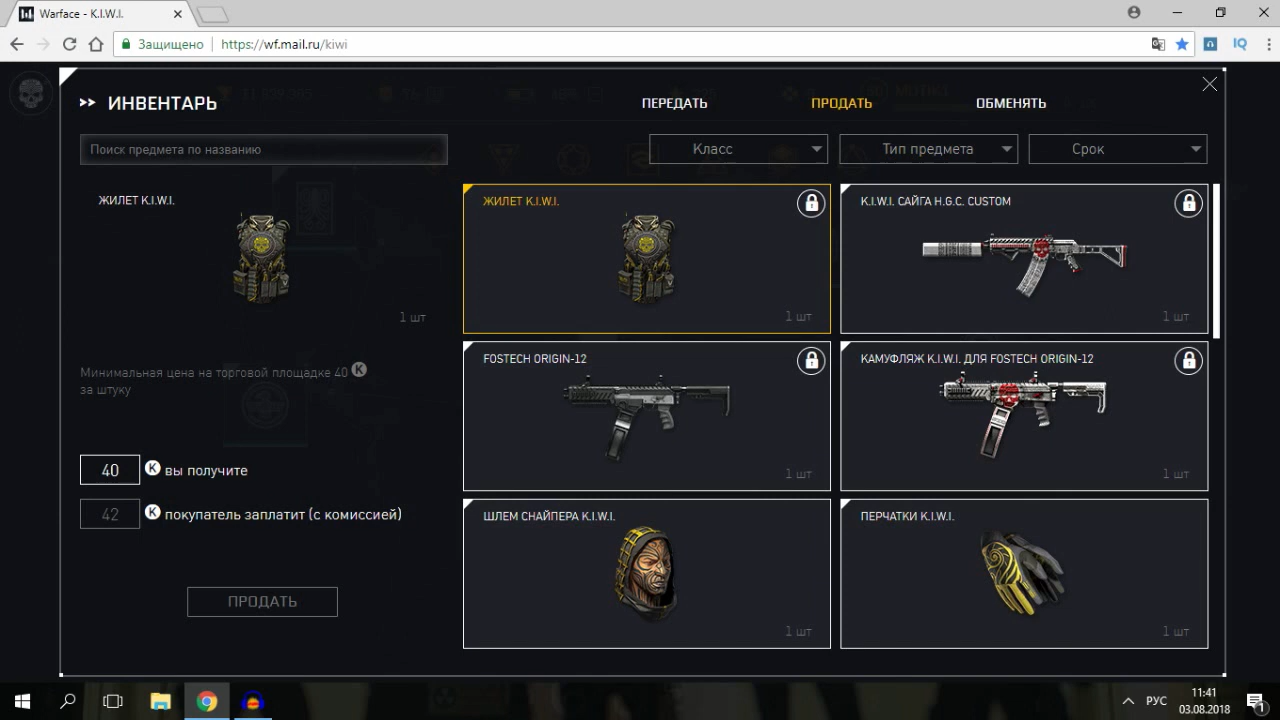 Warface - K.I.W.I.
Защищено
https://wf.mail.ru/kiwi
ИНВЕНТАРЬ
ПЕРЕДАТЬ
ПРОДАТЬ
ОБМЕНЯТЬ
Поиск предмета по названию
Класс
Тип предмета
Срок
ЖИЛЕТ K.I.W.I.
1 шт
Минимальная цена на торговой площадке 40 K
за штуку
40 K вы получите
42 K покупатель заплатит (с комиссией)
ПРОДАТЬ
ЖИЛЕТ K.I.W.I.
1 шт
K.I.W.I. САЙГА H.G.C. CUSTOM
1 шт
FOSTECH ORIGIN-12
1 шт
КАМУФЛЯЖ K.I.W.I. ДЛЯ FOSTECH ORIGIN-12
1 шт
ШЛЕМ СНАЙПЕРА K.I.W.I.
1 шт
ПЕРЧАТКИ K.I.W.I.
1 шт
РУС
11:41
03.08.2018
1